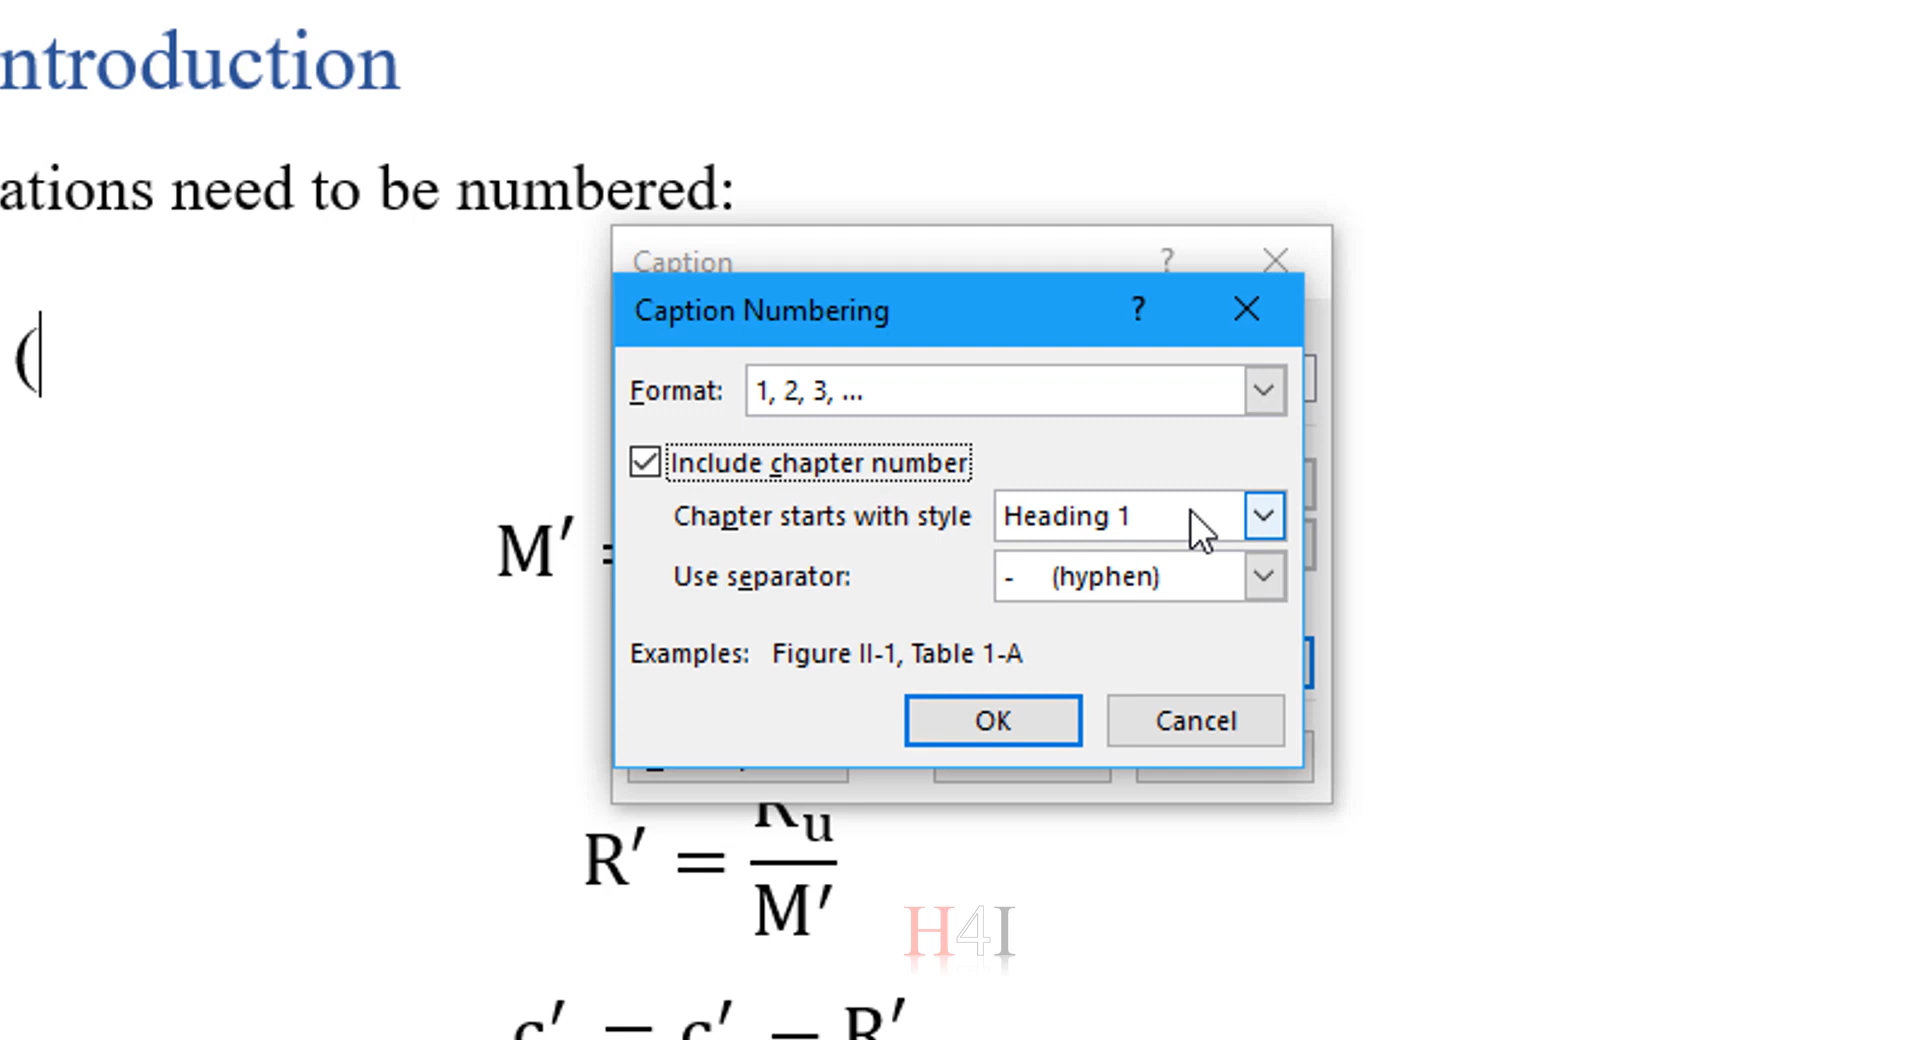 ntroduction
ations need to be numbered:
(
Caption ?
Caption Numbering ?
Format: 1, 2, 3, ...
Include chapter number
Chapter starts with style Heading 1
Use separator: - (hyphen)
Examples: Figure II-1, Table 1-A
OK Cancel
M′ =
R′ = Ru
M′
H4I
c′ = c′ − R′